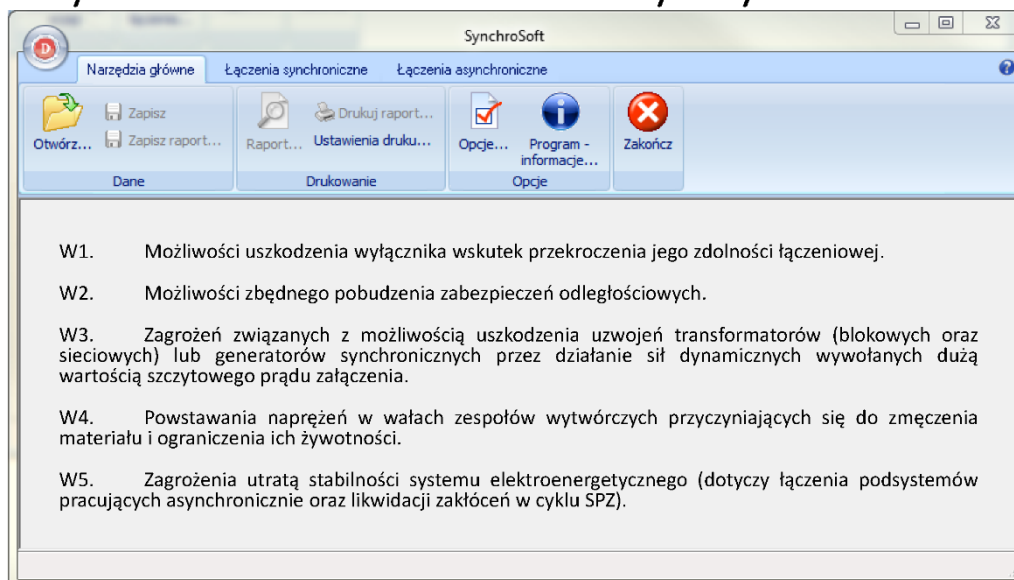 SynchroSoft
D
Narzędzia główne Łączenia synchroniczne Łączenia asynchroniczne
Otwórz... Zapisz Zapisz raport...
Dane
Raport... Drukuj raport... Ustawienia druku...
Drukowanie
Opcje... Program - informacje...
Opcje
Zakończ
W1. Możliwości uszkodzenia wyłącznika wskutek przekroczenia jego zdolności łączeniowej.
W2. Możliwości zbędnego pobudzenia zabezpieczeń odległościowych.
W3. Zagrożeń związanych z możliwością uszkodzenia uzwojeń transformatorów (blokowych oraz
sieciowych) lub generatorów synchronicznych przez działanie sił dynamicznych wywołanych dużą
wartością szczytowego prądu załączenia.
W4. Powstawania naprężeń w wałach zespołów wytwórczych przyczyniających się do zmęczenia
materiału i ograniczenia ich żywotności.
W5. Zagrożenia utratą stabilności systemu elektroenergetycznego (dotyczy łączenia podsystemów
pracujących asynchronicznie oraz likwidacji zakłóceń w cyklu SPZ).